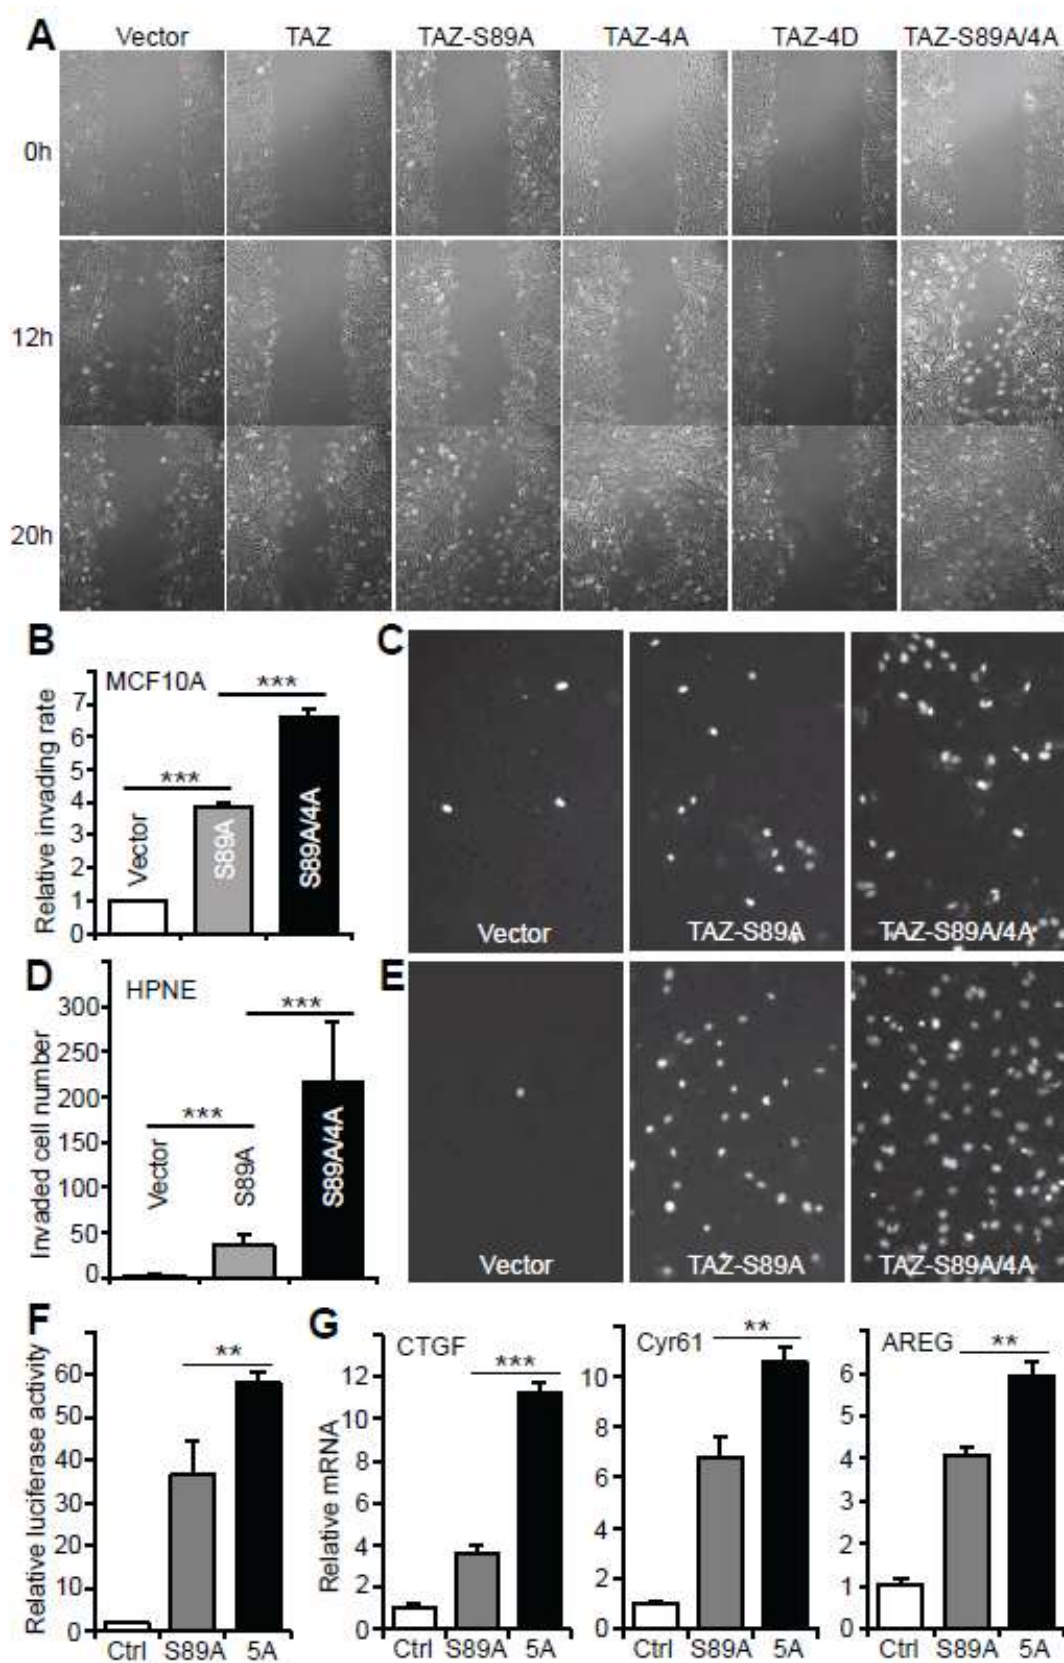 A
Vector TAZ TAZ-S89A TAZ-4A TAZ-4D TAZ-S89A/4A
0h
12h
20h
B
MCF10A
Relative invading rate
7
6
5
4
3
2
1
0
***
***
Vector
S89A
S89A/4A
C
Vector TAZ-S89A TAZ-S89A/4A
D
HPNE
Invaded cell number
300
250
200
150
100
50
0
***
***
Vector
S89A
S89A/4A
E
Vector TAZ-S89A TAZ-S89A/4A
F
Relative luciferase activity
60
50
40
30
20
10
0
**
Ctrl S89A 5A
G
Relative mRNA
CTGF
***
12
10
8
6
4
2
0
Ctrl S89A 5A
Cyr61
**
10
8
6
4
2
0
Ctrl S89A 5A
AREG
**
6
5
4
3
2
1
0
Ctrl S89A 5A